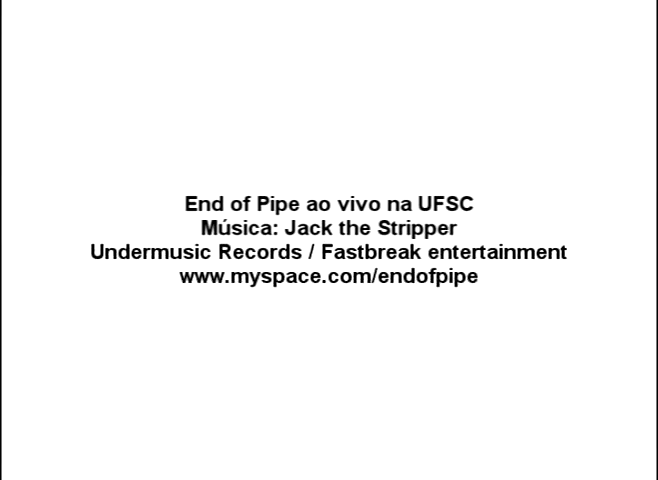 End of Pipe ao vivo na UFSC
Música: Jack the Stripper
Undermusic Records / Fastbreak entertainment
www.myspace.com/endofpipe